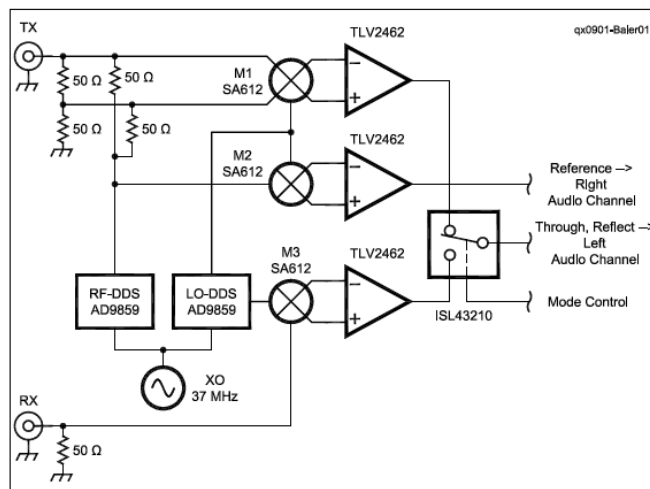 TX
TLV2462
qx0901-Baier01
50 Ω
50 Ω
M1
SA612
50 Ω
50 Ω
TLV2462
M2
SA612
Reference -->
Right
Audio Channel
Through, Reflect -->
Left
Audio Channel
M3
SA612
TLV2462
RF-DDS
AD9859
LO-DDS
AD9859
Mode Control
ISL43210
XO
37 MHz
RX
50 Ω